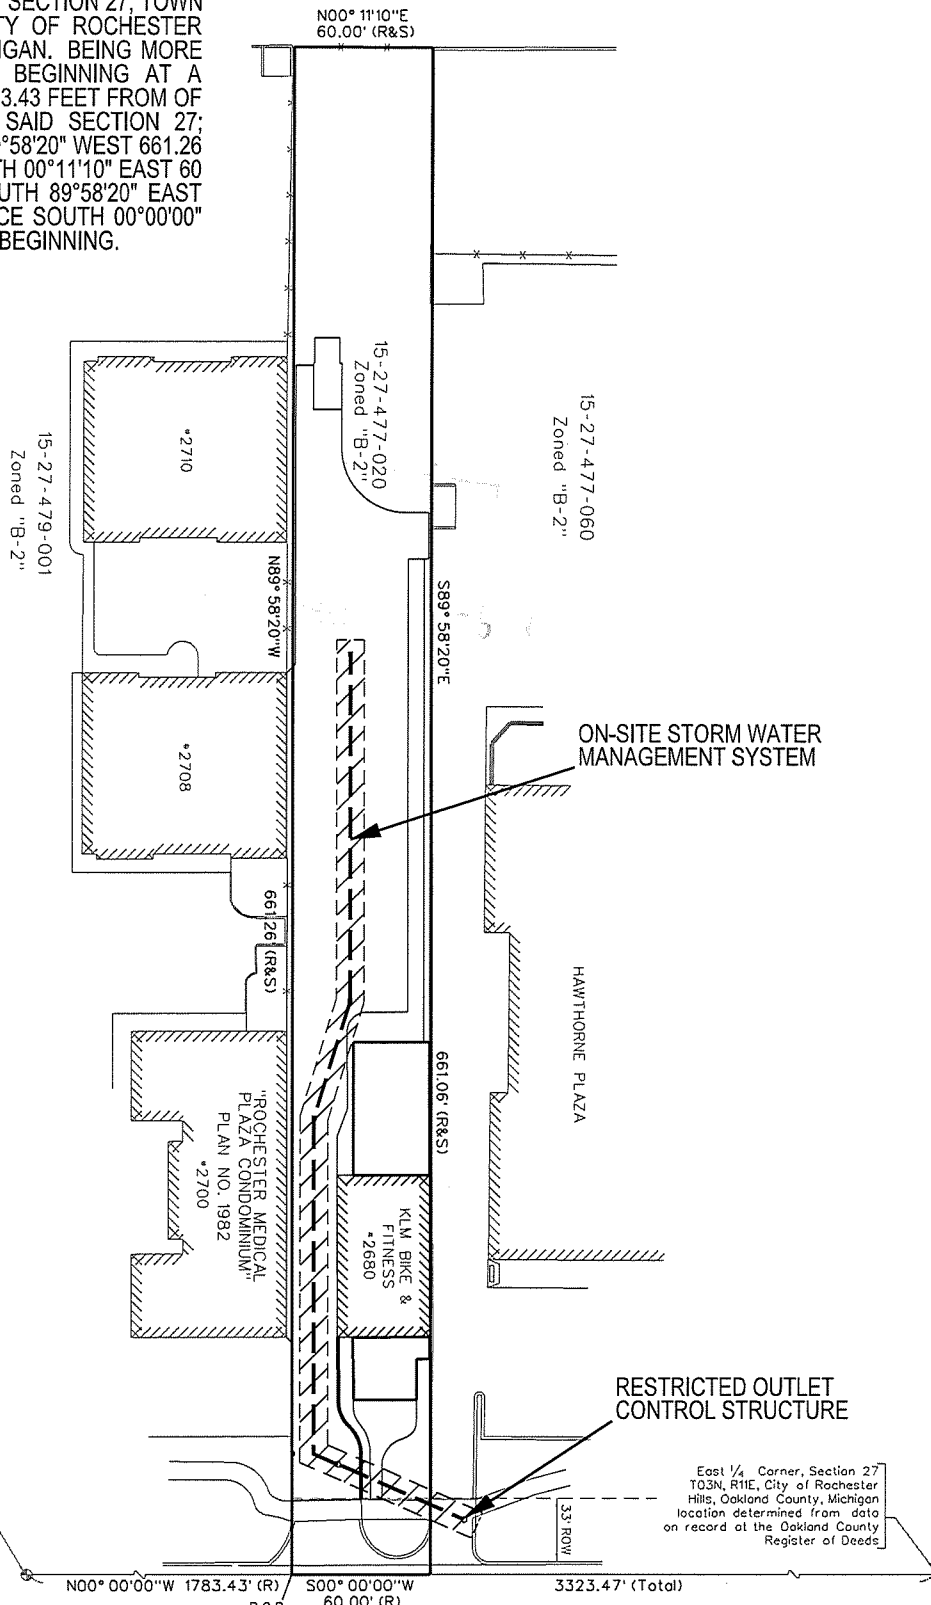 SECTION 27, TOWN
TY OF ROCHESTER
IGAN. BEING MORE
BEGINNING AT A
3.43 FEET FROM OF
SAID SECTION 27;
°58'20" WEST 661.26
TH 00°11'10" EAST 60
UTH 89°58'20" EAST
CE SOUTH 00°00'00"
BEGINNING.
N00° 11'10"E
60.00' (R&S)
15-27-477-020
Zoned "B-2"
15-27-477-060
Zoned "B-2"
15-27-479-001
Zoned "B-2"
*2710
N89° 58'20"W
S89° 58'20"E
*2708
661.26' (R&S)
ON-SITE STORM WATER
MANAGEMENT SYSTEM
HAWTHORNE PLAZA
661.06' (R&S)
"ROCHESTER MEDICAL
PLAZA CONDOMINIUM"
PLAN NO. 1982
*2700
KLM BIKE &
FITNESS
*2680
RESTRICTED OUTLET
CONTROL STRUCTURE
East 1/4 Corner, Section 27
T03N, R11E, City of Rochester
Hills, Oakland County, Michigan
location determined from data
on record at the Oakland County
Register of Deeds
33' ROW
N00° 00'00"W 1783.43' (R)
S00° 00'00"W
60.00' (R)
3323.47' (Total)